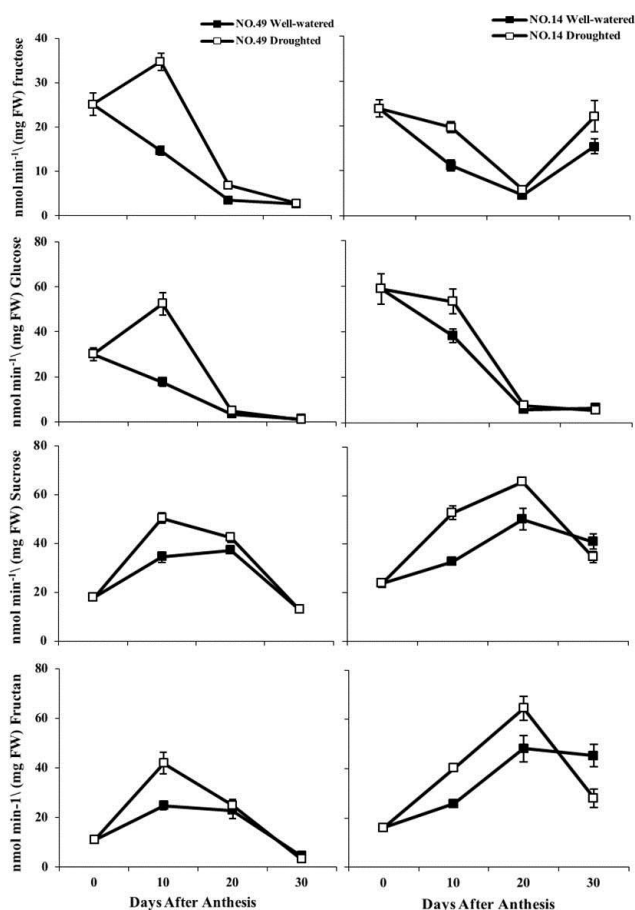 NO.49 Well-watered
NO.49 Droughted
NO.14 Well-watered
NO.14 Droughted
nmol min⁻¹\ (mg FW) fructose
40
30
20
10
0
nmol min⁻¹\ (mg FW) Glucose
80
60
40
20
0
nmol min⁻¹\ (mg FW) Sucrose
80
60
40
20
0
nmol min-1\ (mg FW) Fructan
80
60
40
20
0
0 10 20 30
0 10 20 30
Days After Anthesis
Days After Anthesis